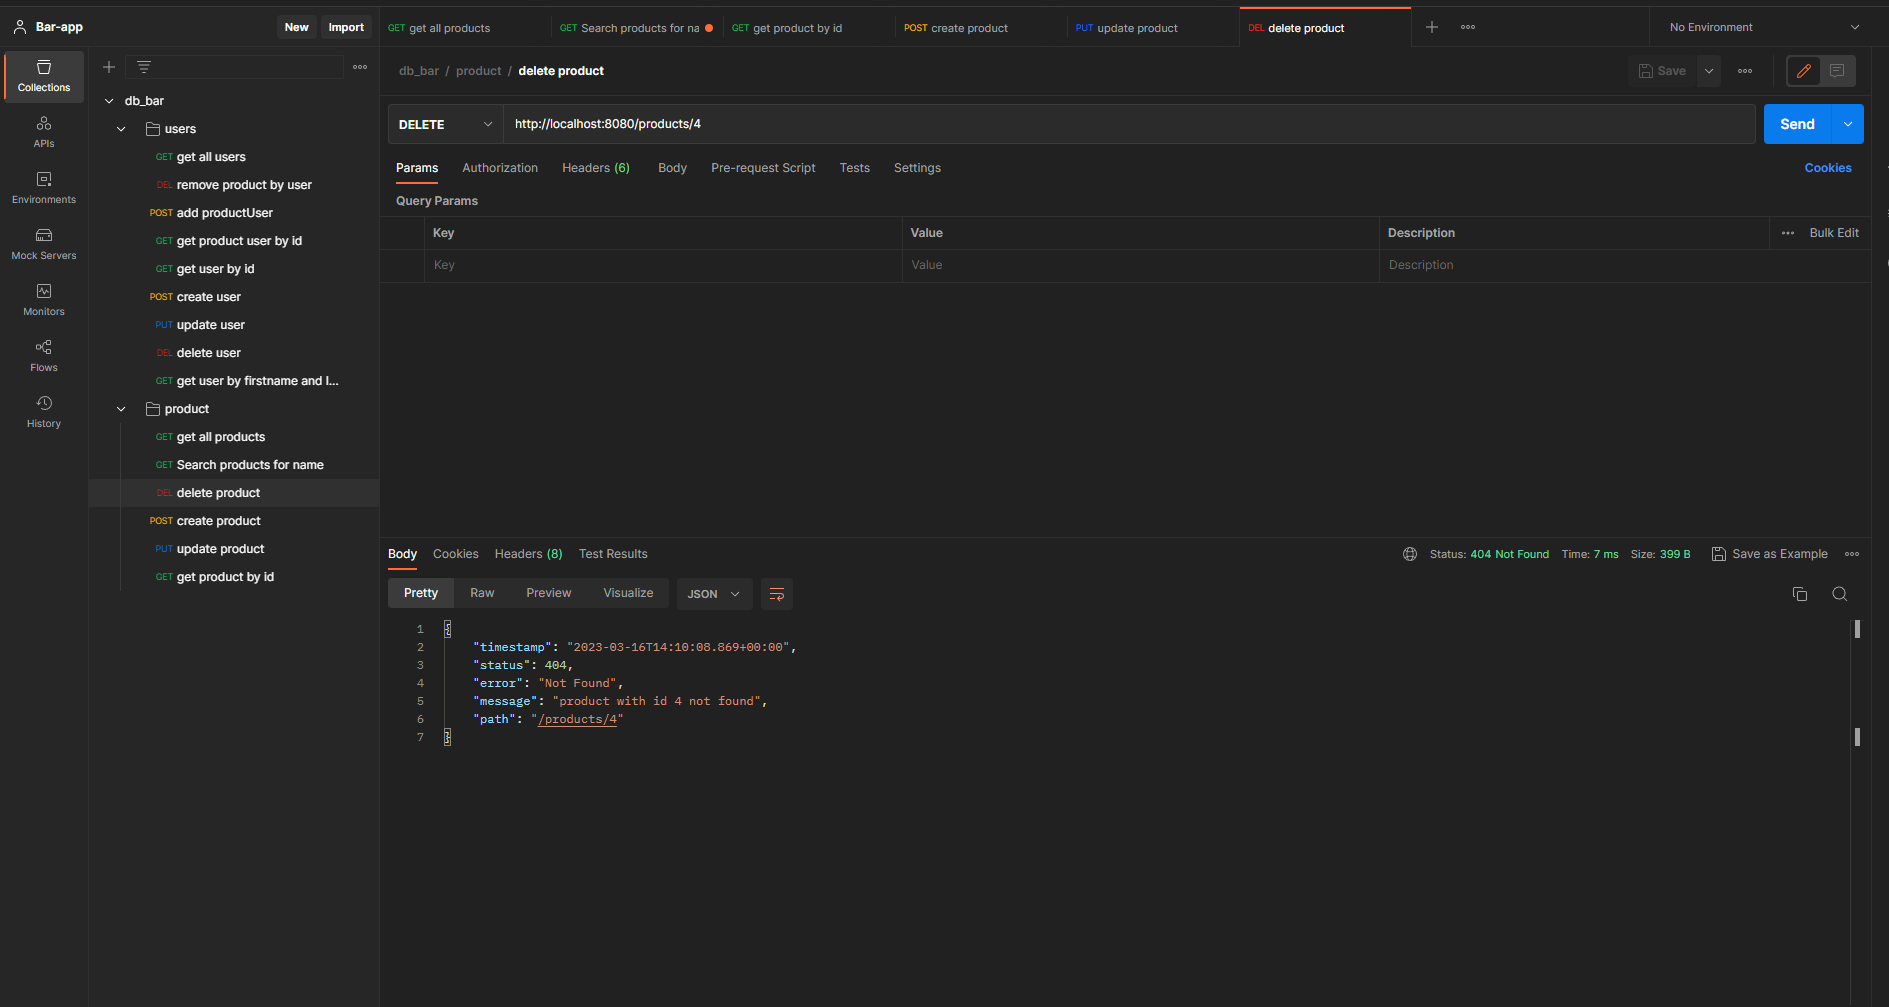 Bar-app
New
Import
GET get all products
GET Search products for na
GET get product by id
POST create product
PUT update product
DEL delete product
No Environment
Collections
APIs
Environments
Mock Servers
Monitors
Flows
History
db_bar
users
GET get all users
DEL remove product by user
POST add productUser
GET get product user by id
GET get user by id
POST create user
PUT update user
DEL delete user
GET get user by firstname and l...
product
GET get all products
GET Search products for name
DEL delete product
POST create product
PUT update product
GET get product by id
db_bar / product / delete product
Save
DELETE
http://localhost:8080/products/4
Send
Params
Authorization
Headers (6)
Body
Pre-request Script
Tests
Settings
Cookies
Query Params
Key
Value
Description
Bulk Edit
Key
Value
Description
Body
Cookies
Headers (8)
Test Results
Status: 404 Not Found
Time: 7 ms
Size: 399 B
Save as Example
Pretty
Raw
Preview
Visualize
JSON
1 {
2 "timestamp": "2023-03-16T14:10:08.869+00:00",
3 "status": 404,
4 "error": "Not Found",
5 "message": "product with id 4 not found",
6 "path": "/products/4"
7 }